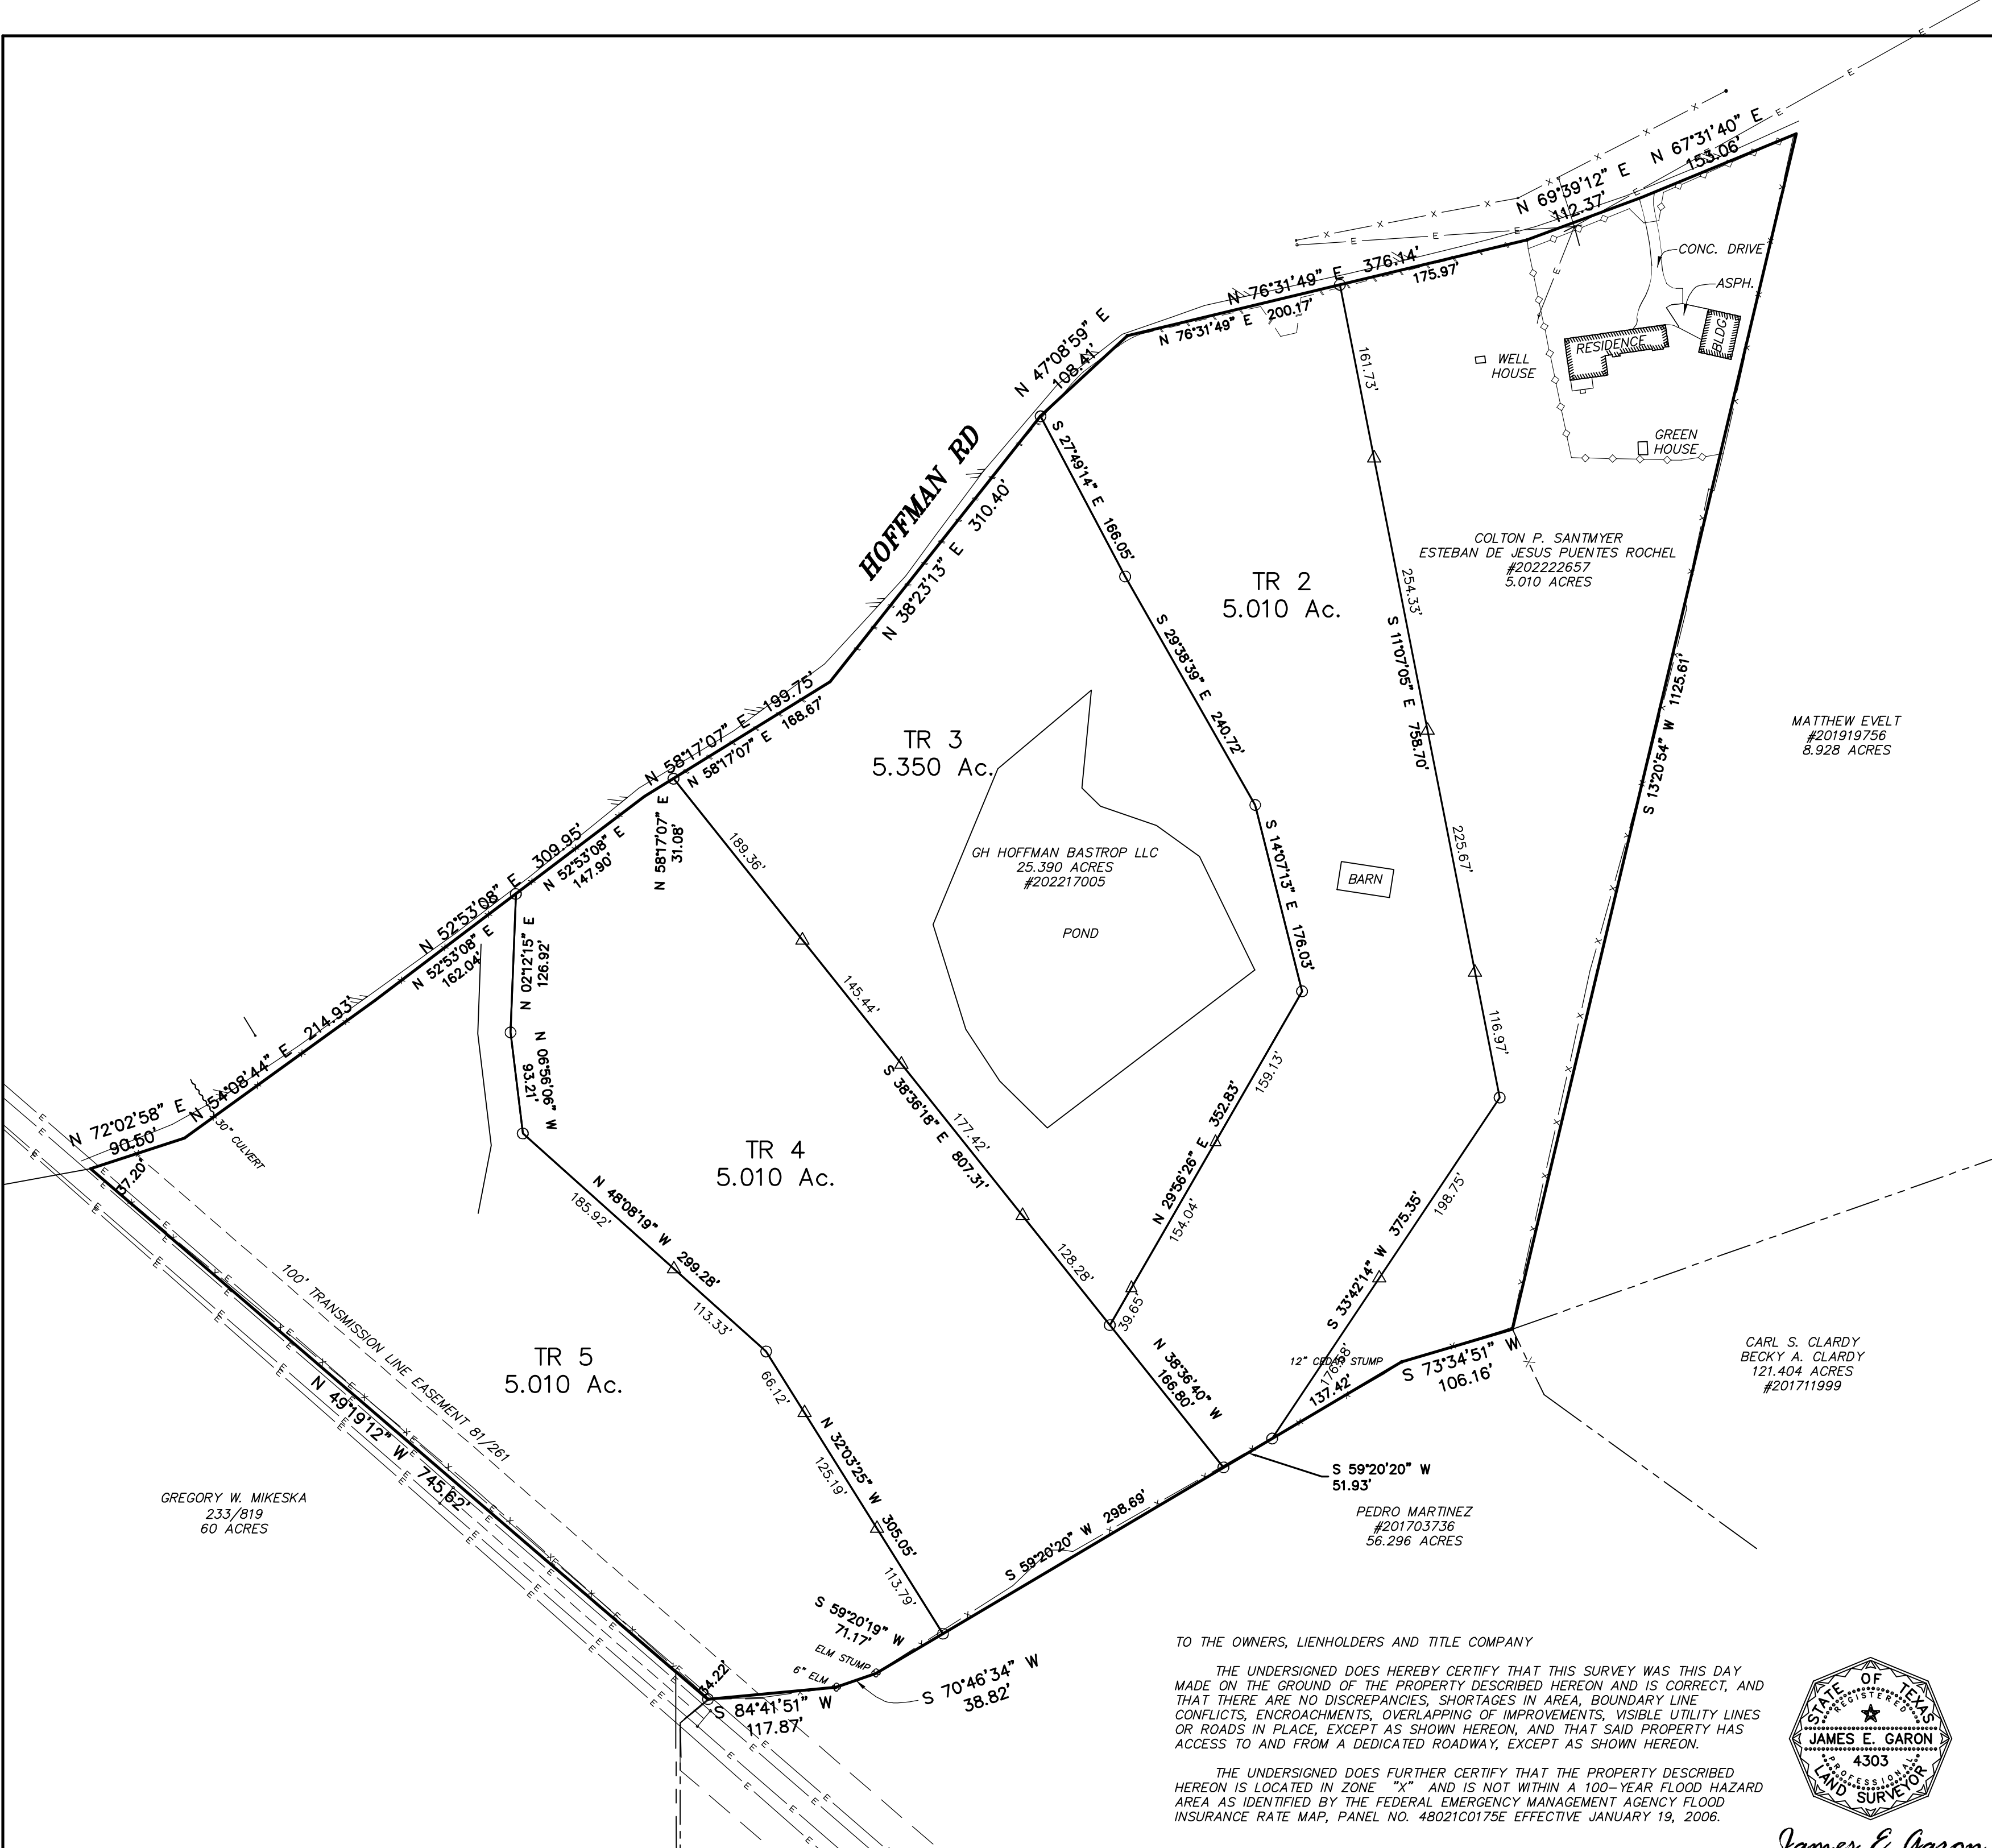 N 67°31'40" E
153.06'
N 69°39'12" E
112.37'
CONC. DRIVE
ASPH.
BLDG
RESIDENCE
WELL
HOUSE
GREEN
HOUSE
N 76°31'49" E 376.14'
175.97'
N 76°31'49" E 200.17'
N 47°08'59" E
108.41'
HOFFMAN RD
N 38°23'13" E 310.40'
S 27°49'14" E 166.05'
161.73'
254.33'
S 11°07'05" E 758.70'
225.67'
116.97'
COLTON P. SANTMYER
ESTEBAN DE JESUS PUENTES ROCHEL
#202222657
5.010 ACRES
TR 2
5.010 Ac.
S 29°38'39" E 240.72'
S 13°20'54" W 1125.61'
MATTHEW EVELT
#201919756
8.928 ACRES
N 58°17'07" E 199.75'
N 58°17'07" E 168.67'
TR 3
5.350 Ac.
N 58°17'07" E
31.08'
309.95'
N 52°53'08" E
N 52°53'08" E
147.90'
N 52°53'08" E
162.04'
189.36'
GH HOFFMAN BASTROP LLC
25.390 ACRES
#202217005
POND
BARN
S 14°07'13" E 176.03'
N 02°12'15" E
126.92'
N 06°56'06" W
93.21'
145.44'
S 38°36'18" E 807.31'
177.42'
128.28'
159.13'
N 29°56'26" E 352.83'
154.04'
39.65'
N 54°08'44" E 214.93'
N 72°02'58" E
90.50'
37.20'
30" CULVERT
TR 4
5.010 Ac.
N 48°08'19" W 299.28'
185.92'
113.33'
198.75'
S 33°42'14" W 375.35'
176.58'
12" CEDAR STUMP
137.42'
S 73°34'51" W
106.16'
N 38°36'40" W
166.80'
100' TRANSMISSION LINE EASEMENT 81/261
N 49°19'12" W 745.62'
TR 5
5.010 Ac.
66.12'
N 32°03'25" W 305.05'
125.19'
113.79'
CARL S. CLARDY
BECKY A. CLARDY
121.404 ACRES
#201711999
GREGORY W. MIKESKA
233/819
60 ACRES
S 59°20'20" W
51.93'
PEDRO MARTINEZ
#201703736
56.296 ACRES
S 59°20'20" W 298.69'
S 59°20'19" W
71.17'
ELM STUMP
6" ELM
34.22'
S 84°41'51" W
117.87'
S 70°46'34" W
38.82'
TO THE OWNERS, LIENHOLDERS AND TITLE COMPANY
THE UNDERSIGNED DOES HEREBY CERTIFY THAT THIS SURVEY WAS THIS DAY
MADE ON THE GROUND OF THE PROPERTY DESCRIBED HEREON AND IS CORRECT, AND
THAT THERE ARE NO DISCREPANCIES, SHORTAGES IN AREA, BOUNDARY LINE
CONFLICTS, ENCROACHMENTS, OVERLAPPING OF IMPROVEMENTS, VISIBLE UTILITY LINES
OR ROADS IN PLACE, EXCEPT AS SHOWN HEREON, AND THAT SAID PROPERTY HAS
ACCESS TO AND FROM A DEDICATED ROADWAY, EXCEPT AS SHOWN HEREON.
THE UNDERSIGNED DOES FURTHER CERTIFY THAT THE PROPERTY DESCRIBED
HEREON IS LOCATED IN ZONE "X" AND IS NOT WITHIN A 100-YEAR FLOOD HAZARD
AREA AS IDENTIFIED BY THE FEDERAL EMERGENCY MANAGEMENT AGENCY FLOOD
INSURANCE RATE MAP, PANEL NO. 48021C0175E EFFECTIVE JANUARY 19, 2006.
STATE OF TEXAS
REGISTERED
JAMES E. GARON
4303
PROFESSIONAL
LAND SURVEYOR
James E Garon